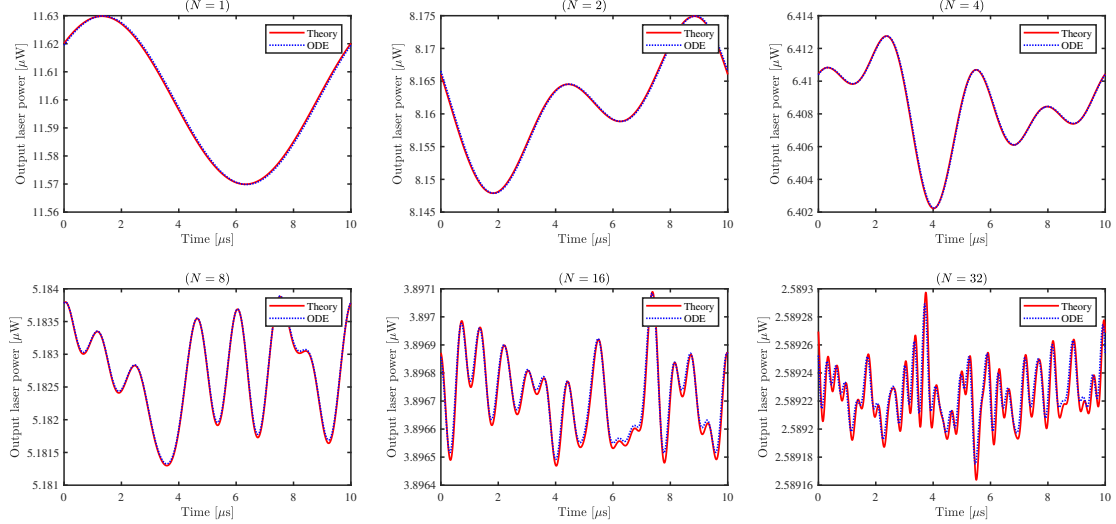 (N = 1)
Output laser power [μW]
11.63
11.62
11.6
11.58
11.57
11.56
Theory
ODE
0 2 4 6 8 10
Time [μs]
(N = 2)
Output laser power [μW]
8.175
8.17
8.165
8.16
8.155
8.15
8.145
Theory
ODE
0 2 4 6 8 10
Time [μs]
(N = 4)
Output laser power [μW]
6.414
6.412
6.41
6.408
6.406
6.404
6.402
Theory
ODE
0 2 4 6 8 10
Time [μs]
(N = 8)
Output laser power [μW]
5.184
5.1835
5.183
5.1825
5.182
5.1815
5.181
Theory
ODE
0 2 4 6 8 10
Time [μs]
(N = 16)
Output laser power [μW]
3.8971
3.897
3.8969
3.8968
3.8967
3.8965
3.8964
Theory
ODE
0 2 4 6 8 10
Time [μs]
(N = 32)
Output laser power [μW]
2.5893
2.58928
2.58926
2.58924
2.58922
2.5892
2.58918
2.58916
Theory
ODE
0 2 4 6 8 10
Time [μs]